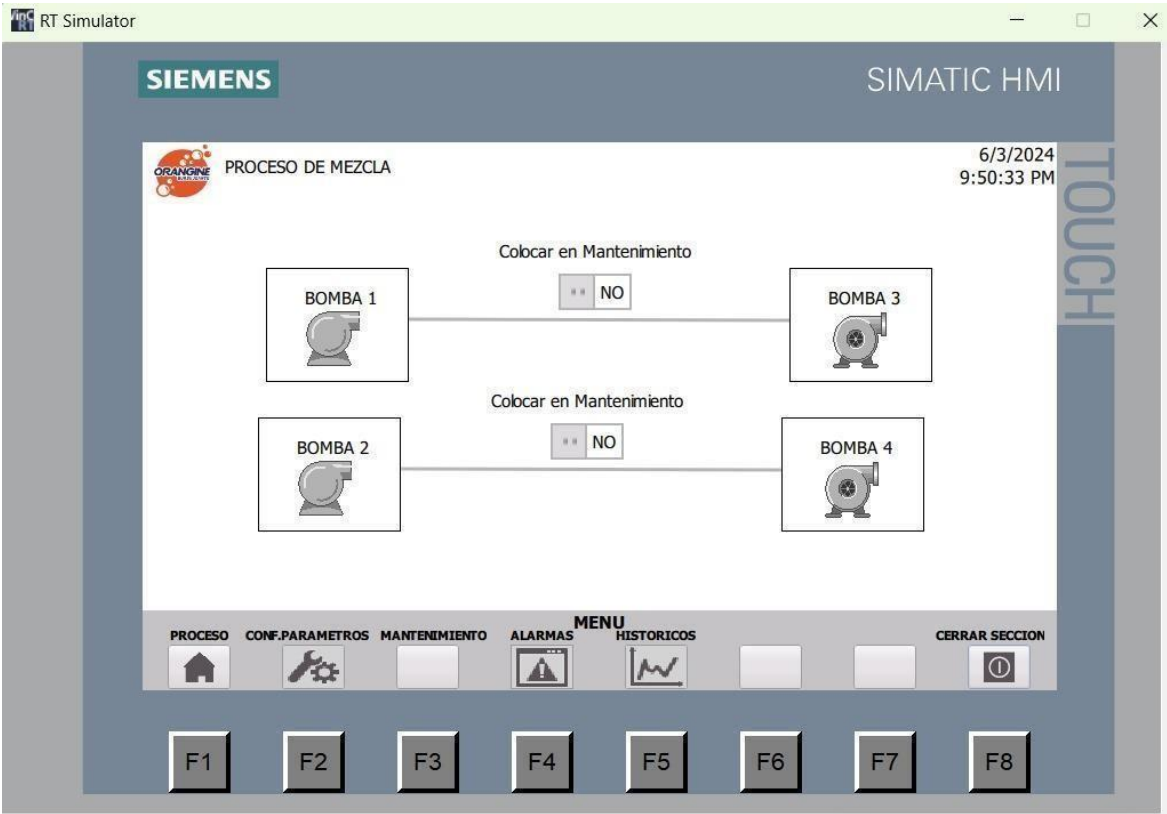 RT Simulator
SIEMENS
SIMATIC HMI
TOUCH
ORANGINE
PROCESO DE MEZCLA
6/3/2024
9:50:33 PM
Colocar en Mantenimiento
NO
BOMBA 1
BOMBA 3
Colocar en Mantenimiento
NO
BOMBA 2
BOMBA 4
MENU
PROCESO CONF.PARAMETROS MANTENIMIENTO ALARMAS HISTORICOS CERRAR SECCION
F1 F2 F3 F4 F5 F6 F7 F8